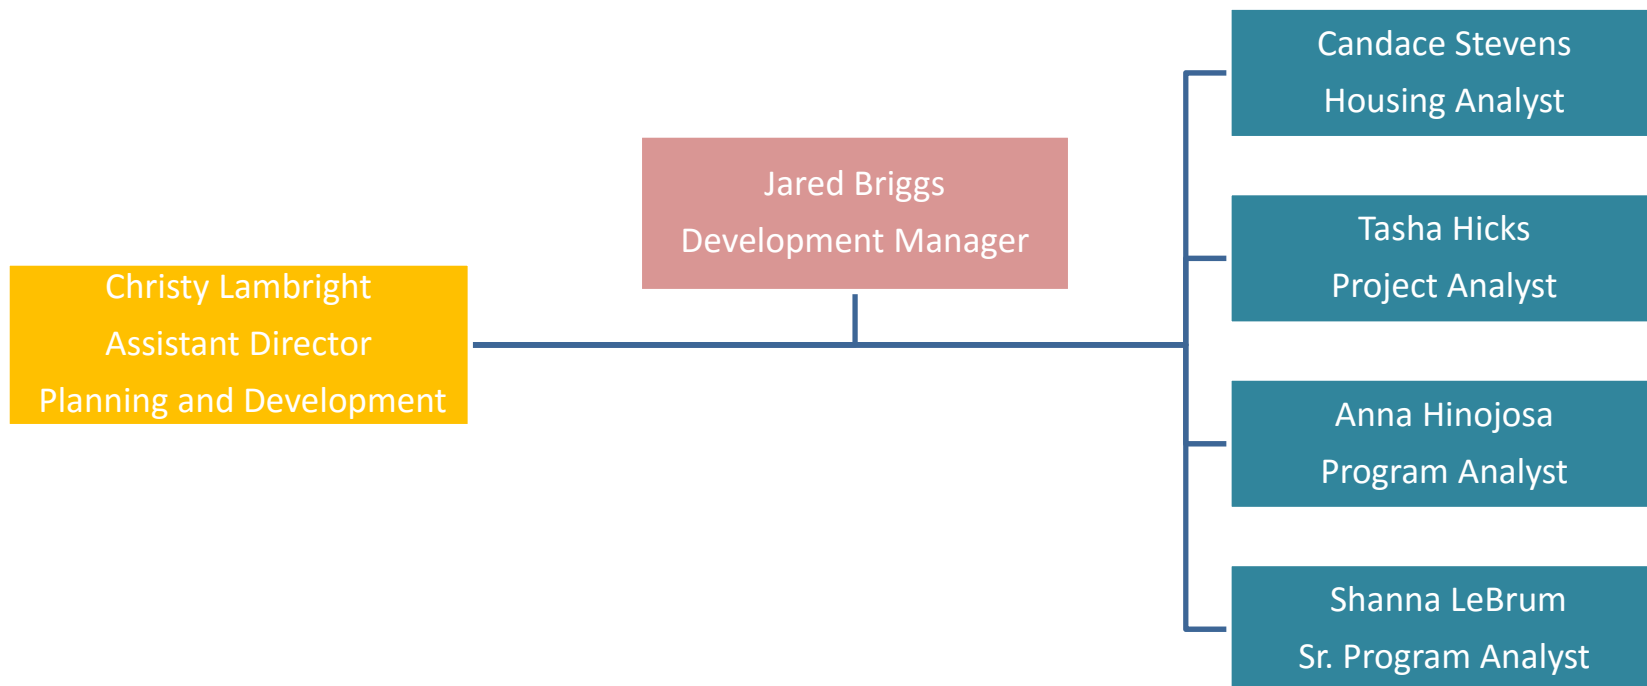 Christy Lambright
Assistant Director
Planning and Development
Jared Briggs
Development Manager
Candace Stevens
Housing Analyst
Tasha Hicks
Project Analyst
Anna Hinojosa
Program Analyst
Shanna LeBrum
Sr. Program Analyst